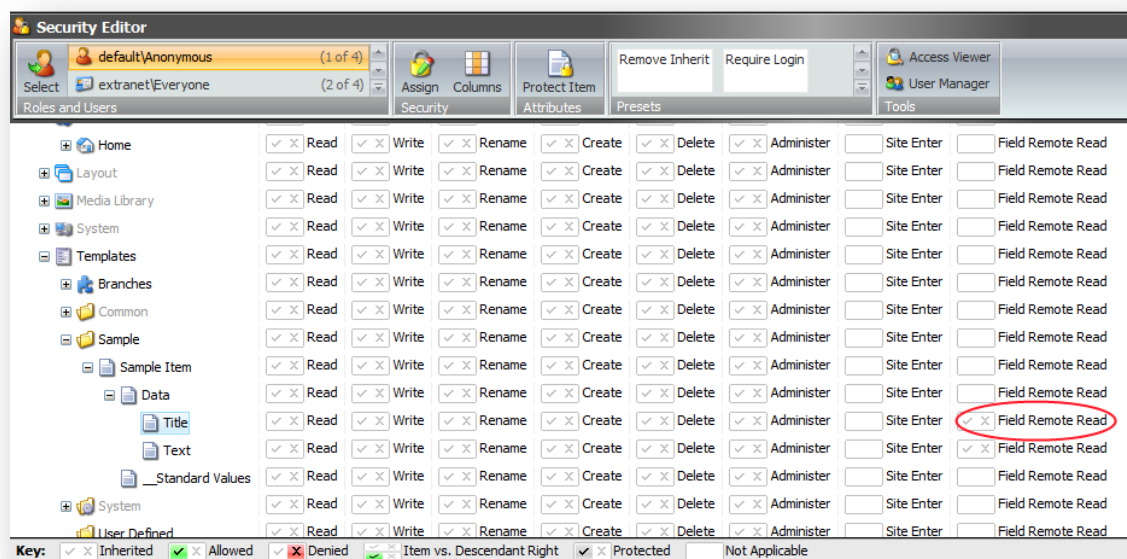 Security Editor
default\Anonymous (1 of 4)
extranet\Everyone (2 of 4)
Select Assign Columns Protect Item Remove Inherit Require Login Access Viewer
User Manager
Roles and Users Security Attributes Presets Tools
Home Read Write Rename Create Delete Administer Site Enter Field Remote Read
Layout Read Write Rename Create Delete Administer Site Enter Field Remote Read
Media Library Read Write Rename Create Delete Administer Site Enter Field Remote Read
System Read Write Rename Create Delete Administer Site Enter Field Remote Read
Templates Read Write Rename Create Delete Administer Site Enter Field Remote Read
Branches Read Write Rename Create Delete Administer Site Enter Field Remote Read
Common Read Write Rename Create Delete Administer Site Enter Field Remote Read
Sample Read Write Rename Create Delete Administer Site Enter Field Remote Read
Sample Item Read Write Rename Create Delete Administer Site Enter Field Remote Read
Data Read Write Rename Create Delete Administer Site Enter Field Remote Read
Title Read Write Rename Create Delete Administer Site Enter Field Remote Read
Text Read Write Rename Create Delete Administer Site Enter Field Remote Read
__Standard Values Read Write Rename Create Delete Administer Site Enter Field Remote Read
System Read Write Rename Create Delete Administer Site Enter Field Remote Read
User Defined Read Write Rename Create Delete Administer Site Enter Field Remote Read
Key: Inherited Allowed Denied Item vs. Descendant Right Protected Not Applicable